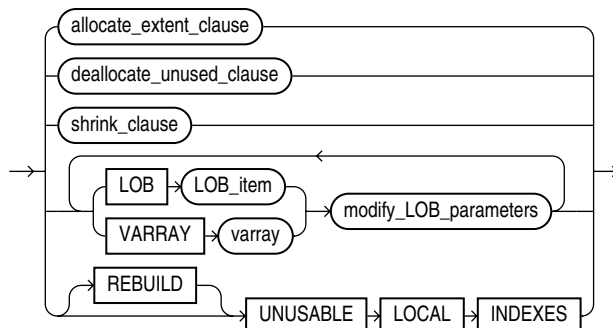 allocate_extent_clause
deallocate_unused_clause
shrink_clause
LOB LOB_item
modify_LOB_parameters
VARRAY varray
REBUILD
UNUSABLE LOCAL INDEXES